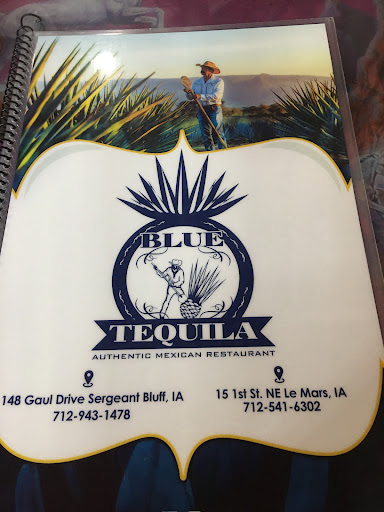 BLUE
TEQUILA
AUTHENTIC MEXICAN RESTAURANT
148 Gaul Drive Sergeant Bluff, IA
712-943-1478
15 1st St. NE Le Mars, IA
712-541-6302